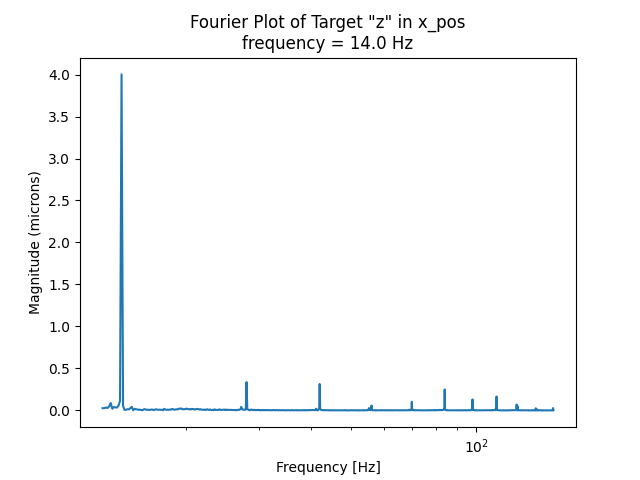 Fourier Plot of Target "z" in x_pos
frequency = 14.0 Hz
4.0
3.5
3.0
2.5
2.0
1.5
1.0
0.5
0.0
Magnitude (microns)
10²
Frequency [Hz]